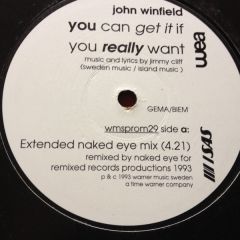 john winfield
you can get it if
you really want
music and lyrics by jimmy cliff
(sweden music / island music )
wea
GEMA/BIEM
wmsprom29 side a:
Extended naked eye mix (4.21)
remixed by naked eye for
remixed records productions 1993
p & c 1993 warner music sweden
a time warner company